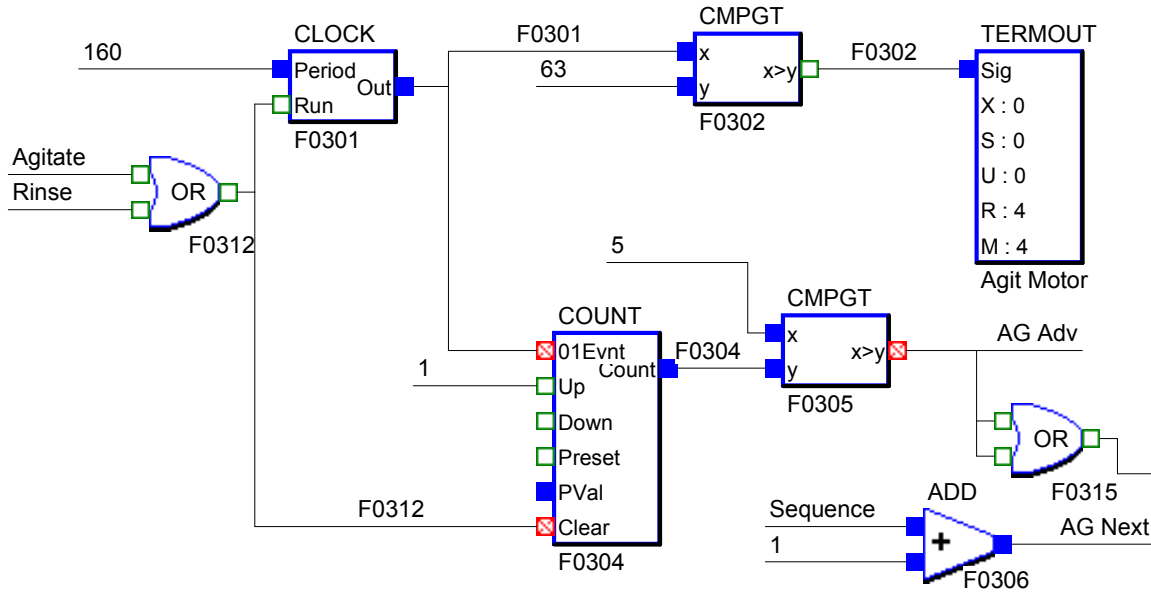 160
CLOCK
Period
Out
Run
F0301
F0301
63
CMPGT
x
x>y
y
F0302
F0302
TERMOUT
Sig
X : 0
S : 0
U : 0
R : 4
M : 4
Agit Motor
Agitate
Rinse
OR
F0312
5
COUNT
01Evnt
Count
Up
Down
Preset
PVal
Clear
F0304
1
F0312
F0304
CMPGT
x
x>y
y
F0305
AG Adv
OR
F0315
Sequence
1
ADD
+
F0306
AG Next